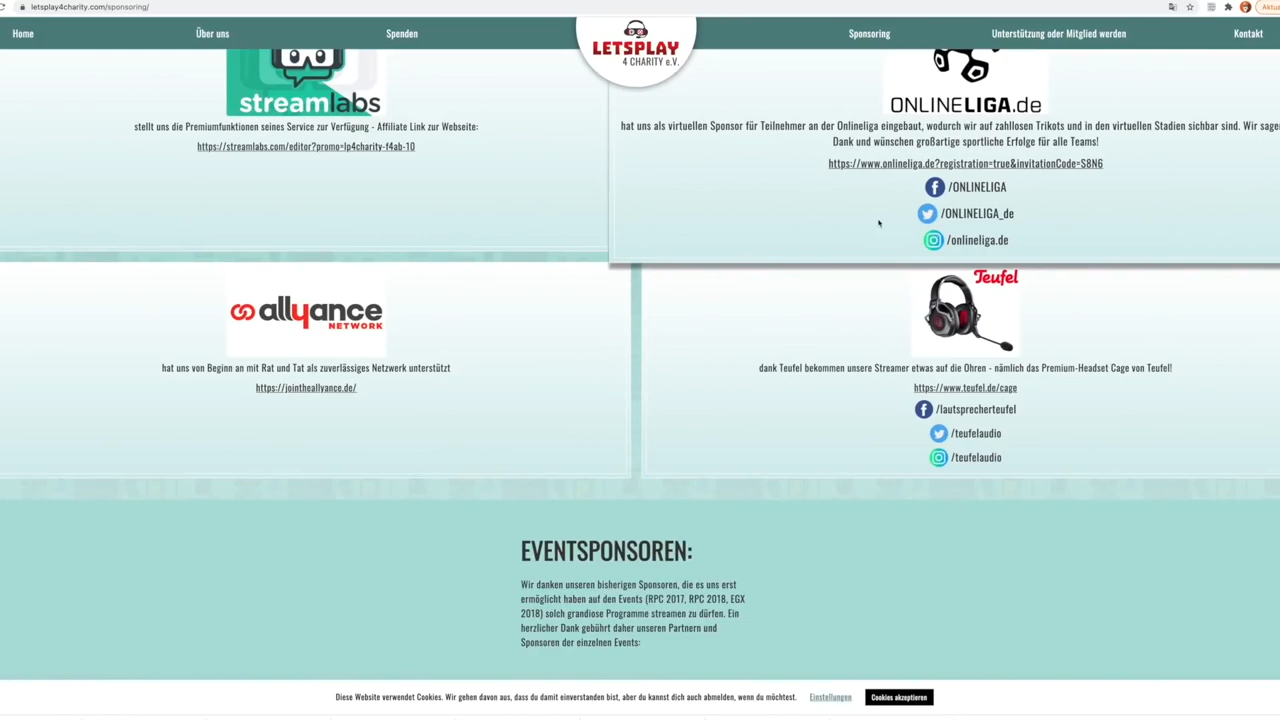 letsplay4charity.com/sponsoring/
Home
Über uns
Spenden
LETSPLAY
4 CHARITY e.V.
Sponsoring
Unterstützung oder Mitglied werden
Kontakt
streamlabs
stellt uns die Premiumfunktionen seines Service zur Verfügung - Affiliate Link zur Webseite:
https://streamlabs.com/editor?promo=lp4charity-f4ab-10
ONLINELIGA.de
hat uns als virtuellen Sponsor für Teilnehmer an der Onlineliga eingebaut, wodurch wir auf zahllosen Trikots und in den virtuellen Stadien sichbar sind. Wir sagen
Dank und wünschen großartige sportliche Erfolge für alle Teams!
https://www.onlineliga.de?registration=true&invitationCode=S8N6
/ONLINELIGA
/ONLINELIGA_de
/onlineliga.de
allyance
NETWORK
hat uns von Beginn an mit Rat und Tat als zuverlässiges Netzwerk unterstützt
https://jointheallyance.de/
Teufel
dank Teufel bekommen unsere Streamer etwas auf die Ohren - nämlich das Premium-Headset Cage von Teufel!
https://www.teufel.de/cage
/lautsprecherteufel
/teufelaudio
/teufelaudio
EVENTSPONSOREN:
Wir danken unseren bisherigen Sponsoren, die es uns erst
ermöglicht haben auf den Events (RPC 2017, RPC 2018, EGX
2018) solch grandiose Programme streamen zu dürfen. Ein
herzlicher Dank gebührt daher unseren Partnern und
Sponsoren der einzelnen Events:
Diese Website verwendet Cookies. Wir gehen davon aus, dass du damit einverstanden bist, aber du kannst dich auch abmelden, wenn du möchtest.
Einstellungen
Cookies akzeptieren